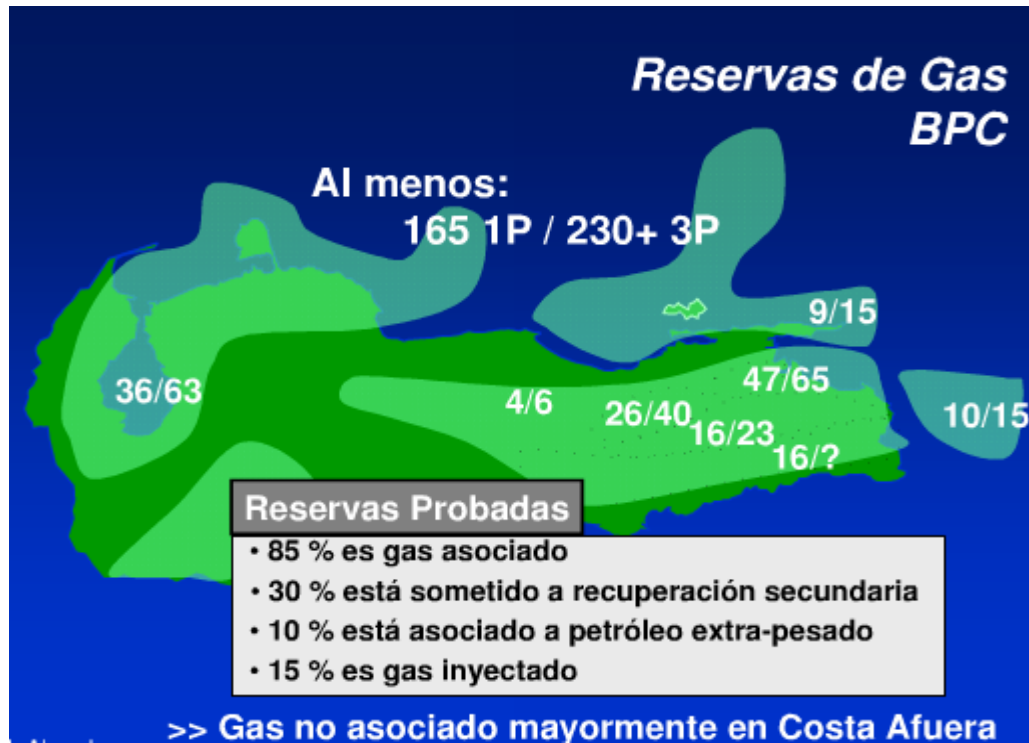 Reservas de Gas
BPC
Al menos:
165 1P / 230+ 3P
9/15
36/63
47/65
4/6
26/40
10/15
16/23
16/?
Reservas Probadas
• 85 % es gas asociado
• 30 % está sometido a recuperación secundaria
• 10 % está asociado a petróleo extra-pesado
• 15 % es gas inyectado
>> Gas no asociado mayormente en Costa Afuera